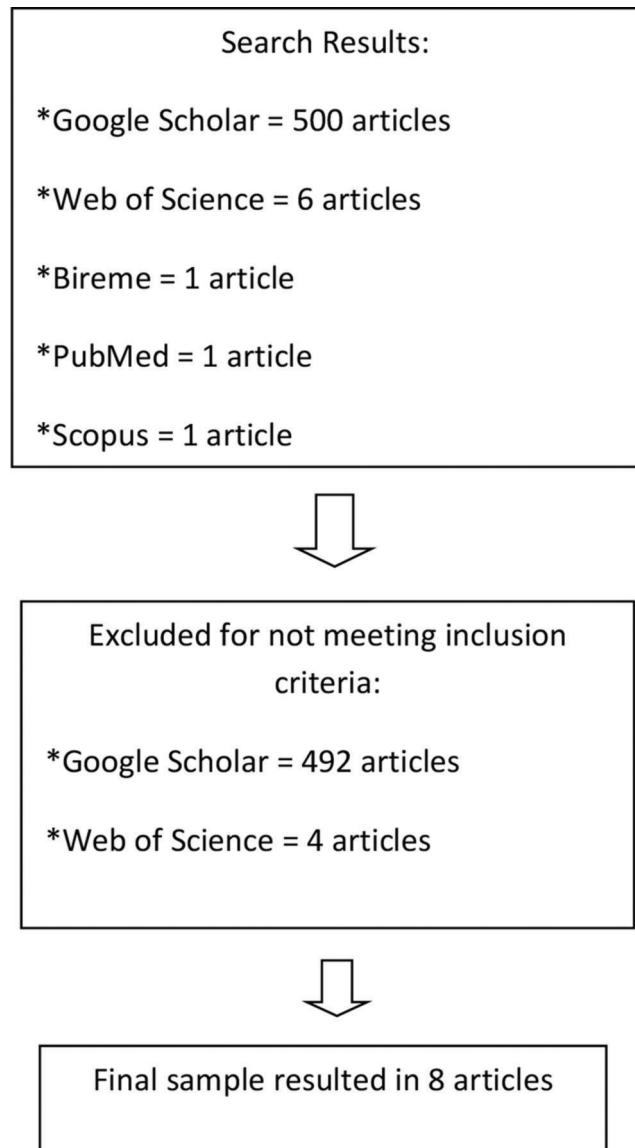 Search Results:
*Google Scholar = 500 articles
*Web of Science = 6 articles
*Bireme = 1 article
*PubMed = 1 article
*Scopus = 1 article
Excluded for not meeting inclusion
criteria:
*Google Scholar = 492 articles
*Web of Science = 4 articles
Final sample resulted in 8 articles